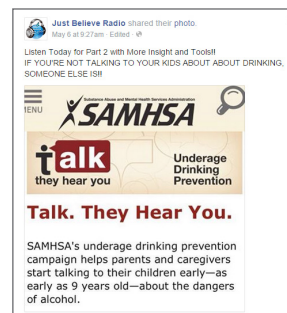 Just Believe Radio shared their photo.
May 6 at 9:27am · Edited ·
Listen Today for Part 2 with More Insight and Tools!!
IF YOU'RE NOT TALKING TO YOUR KIDS ABOUT ABOUT DRINKING,
SOMEONE ELSE IS!!
MENU
Substance Abuse and Mental Health Services Administration
SAMHSA
talk
they hear you
Underage
Drinking
Prevention
Talk. They Hear You.
SAMHSA's underage drinking prevention
campaign helps parents and caregivers
start talking to their children early—as
early as 9 years old—about the dangers
of alcohol.